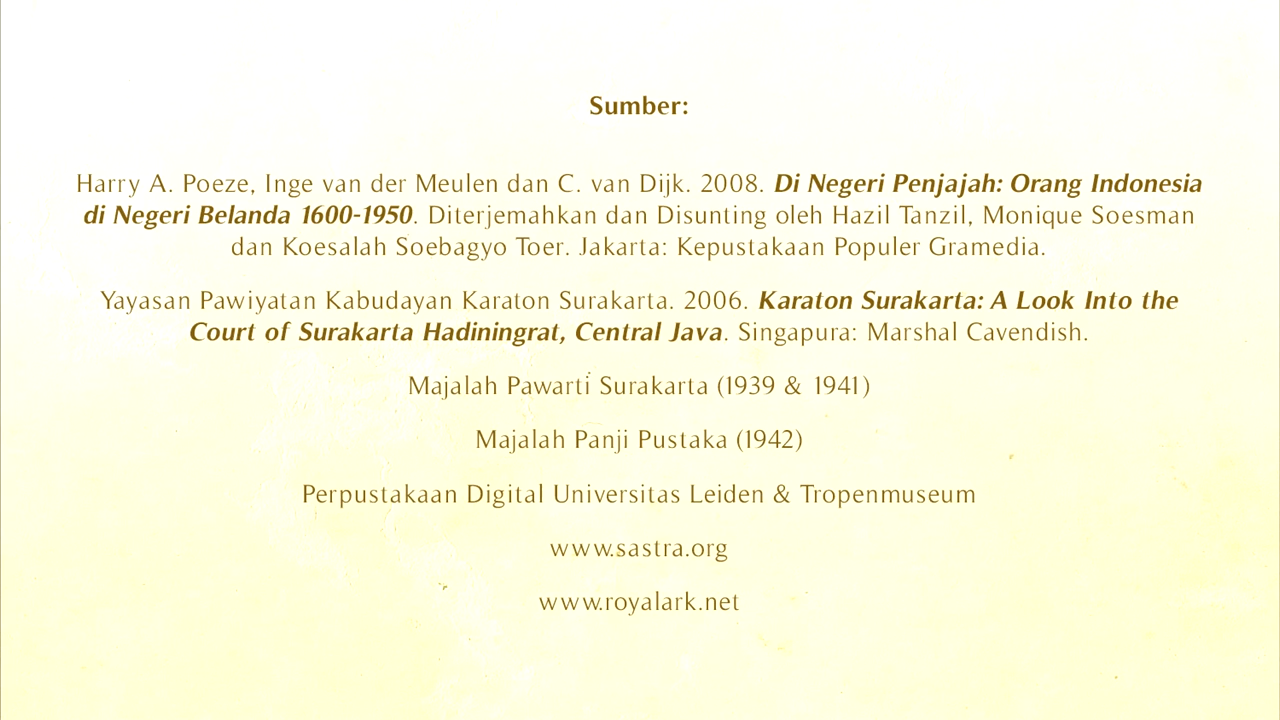 Sumber:
Harry A. Poeze, Inge van der Meulen dan C. van Dijk. 2008. Di Negeri Penjajah: Orang Indonesia
di Negeri Belanda 1600-1950. Diterjemahkan dan Disunting oleh Hazil Tanzil, Monique Soesman
dan Koesalah Soebagyo Toer. Jakarta: Kepustakaan Populer Gramedia.
Yayasan Pawiyatan Kabudayan Karaton Surakarta. 2006. Karaton Surakarta: A Look Into the
Court of Surakarta Hadiningrat, Central Java. Singapura: Marshal Cavendish.
Majalah Pawarti Surakarta (1939 & 1941)
Majalah Panji Pustaka (1942)
Perpustakaan Digital Universitas Leiden & Tropenmuseum
www.sastra.org
www.royalark.net